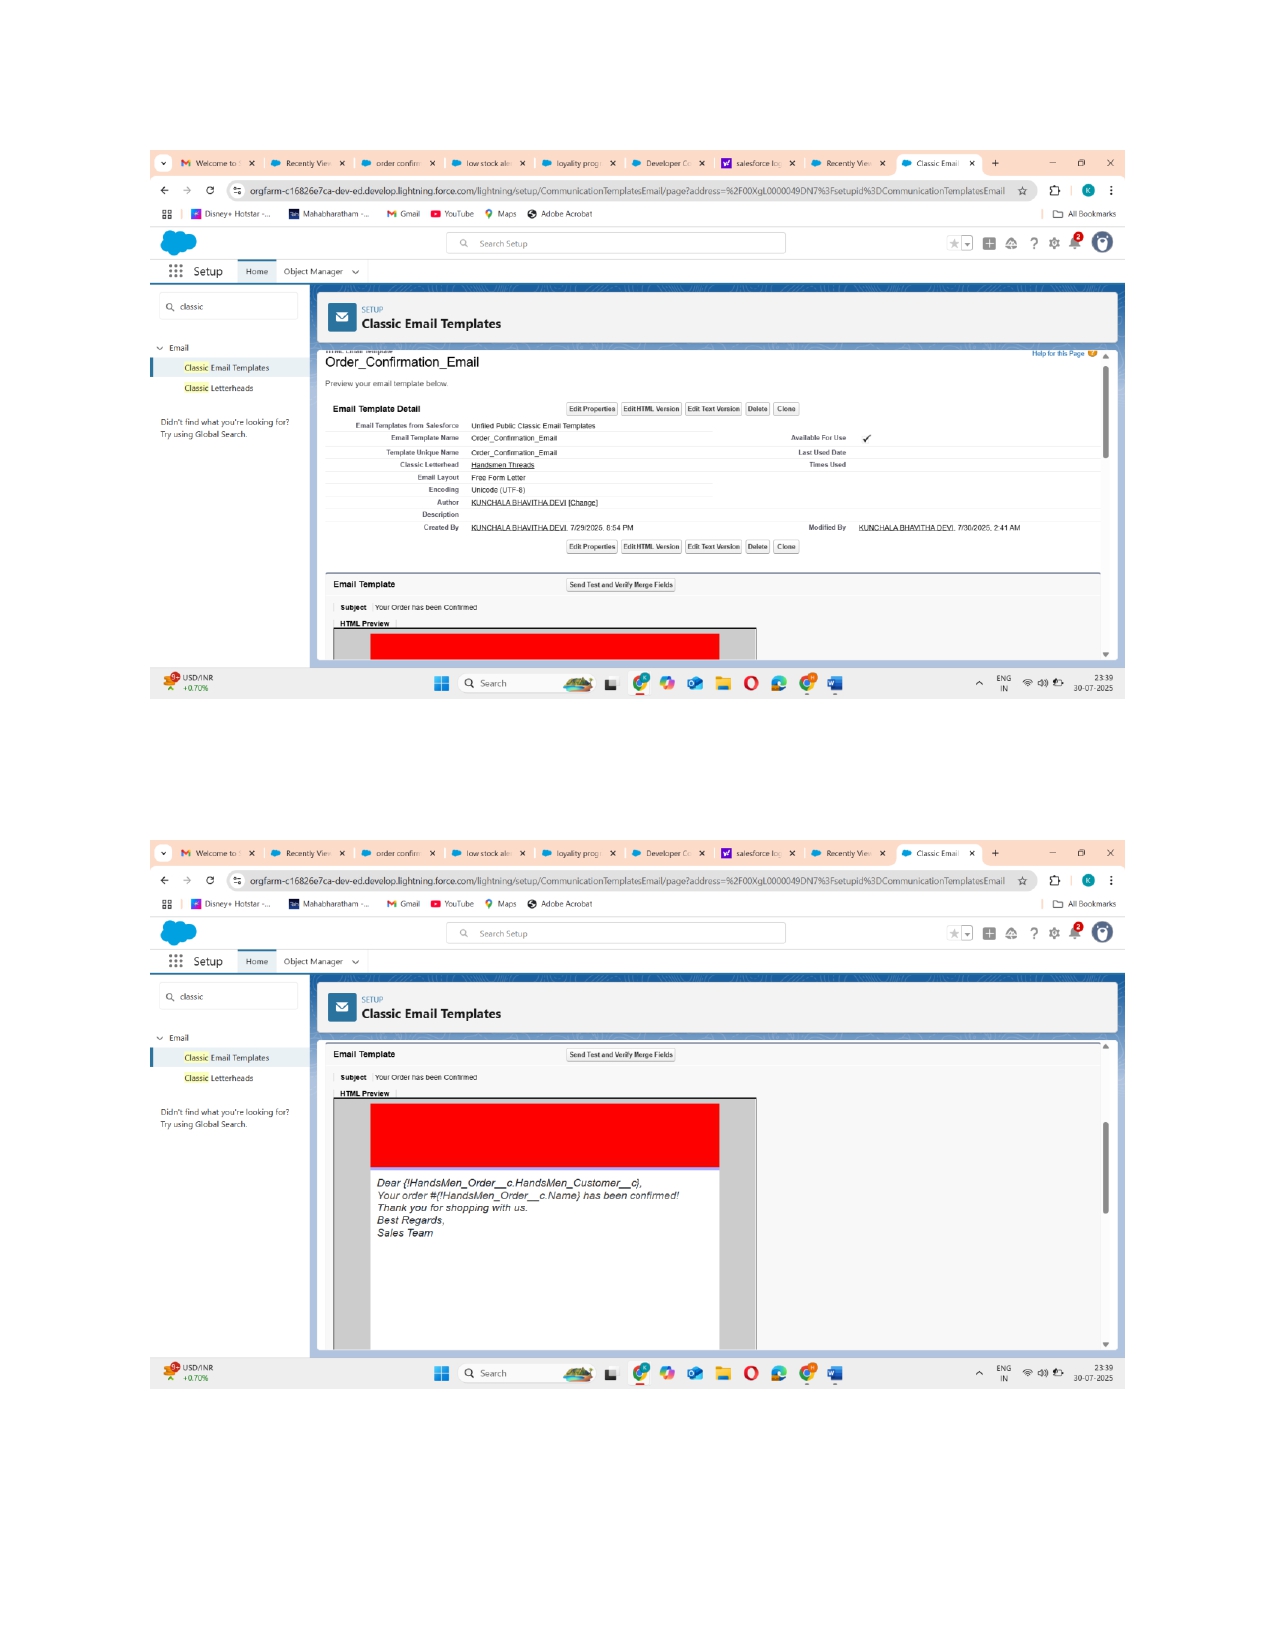 Welcome to
Recently Vie
order confirm
low stock ale
loyality prog
Developer Co
salesforce log
Recently Vie
Classic Email
orgfarm-c16826e7ca-dev-ed.develop.lightning.force.com/lightning/setup/CommunicationTemplatesEmail/page?address=%2F00XgL0000049DN7%3Fsetupid%3DCommunicationTemplatesEmail
Disney+ Hotstar -... Mahabharatham -... Gmail YouTube Maps Adobe Acrobat All Bookmarks
Search Setup
2
Setup Home Object Manager
classic
Email
Classic Email Templates
Classic Letterheads
Didn't find what you're looking for?
Try using Global Search.
SETUP
Classic Email Templates
HTML Email Template
Order_Confirmation_Email
Help for this Page
Preview your email template below.
Email Template Detail Edit Properties Edit HTML Version Edit Text Version Delete Clone
Email Templates from Salesforce Unfiled Public Classic Email Templates
Email Template Name Order_Confirmation_Email Available For Use
Template Unique Name Order_Confirmation_Email Last Used Date
Classic Letterhead Handsmen Threads Times Used
Email Layout Free Form Letter
Encoding Unicode (UTF-8)
Author KUNCHALA BHAVITHA DEVI [Change]
Description
Created By KUNCHALA BHAVITHA DEVI, 7/29/2025, 8:54 PM Modified By KUNCHALA BHAVITHA DEVI, 7/30/2025, 2:41 AM
Edit Properties Edit HTML Version Edit Text Version Delete Clone
Email Template Send Test and Verify Merge Fields
Subject Your Order has been Confirmed
HTML Preview
9+ USD/INR
+0.70%
Search
ENG
IN
23:39
30-07-2025
Welcome to
Recently Vie
order confirm
low stock ale
loyality prog
Developer Co
salesforce log
Recently Vie
Classic Email
orgfarm-c16826e7ca-dev-ed.develop.lightning.force.com/lightning/setup/CommunicationTemplatesEmail/page?address=%2F00XgL0000049DN7%3Fsetupid%3DCommunicationTemplatesEmail
Disney+ Hotstar -... Mahabharatham -... Gmail YouTube Maps Adobe Acrobat All Bookmarks
Search Setup
2
Setup Home Object Manager
classic
Email
Classic Email Templates
Classic Letterheads
Didn't find what you're looking for?
Try using Global Search.
SETUP
Classic Email Templates
Email Template Send Test and Verify Merge Fields
Subject Your Order has been Confirmed
HTML Preview
Dear {!HandsMen_Order__c.HandsMen_Customer__c},
Your order #{!HandsMen_Order__c.Name} has been confirmed!
Thank you for shopping with us.
Best Regards,
Sales Team
9+ USD/INR
+0.70%
Search
ENG
IN
23:39
30-07-2025